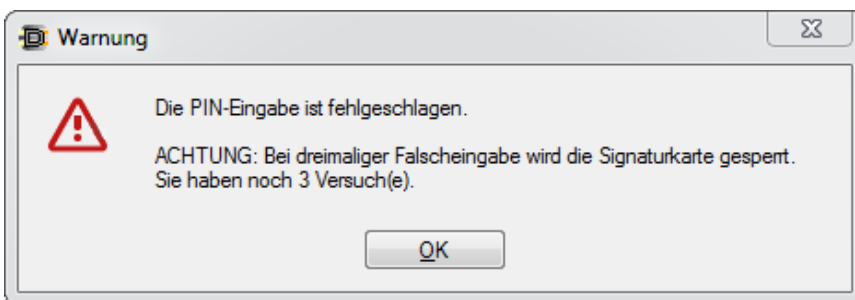 Warnung
Die PIN-Eingabe ist fehlgeschlagen.
ACHTUNG: Bei dreimaliger Falscheingabe wird die Signaturkarte gesperrt.
Sie haben noch 3 Versuch(e).
OK